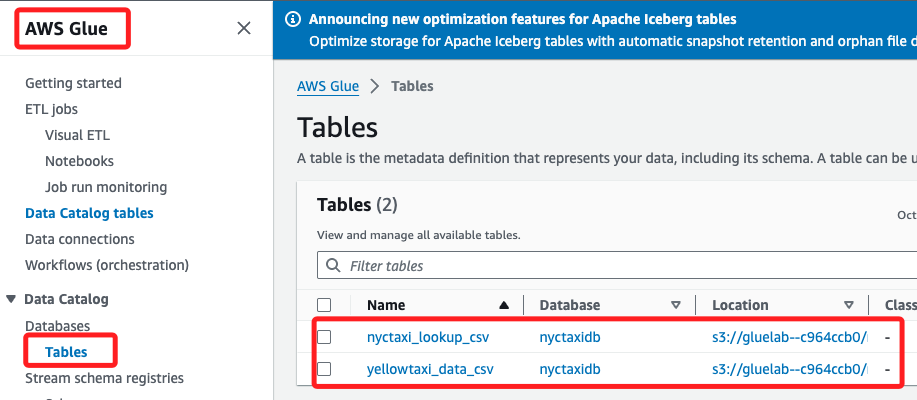 AWS Glue
Getting started
ETL jobs
Visual ETL
Notebooks
Job run monitoring
Data Catalog tables
Data connections
Workflows (orchestration)
Data Catalog
Databases
Tables
Stream schema registries
Announcing new optimization features for Apache Iceberg tables
Optimize storage for Apache Iceberg tables with automatic snapshot retention and orphan file d
AWS Glue > Tables
Tables
A table is the metadata definition that represents your data, including its schema. A table can be u
Tables (2)
Oct
View and manage all available tables.
Filter tables
Name Database Location Class
nyctaxi_lookup_csv nyctaxidb s3://gluelab--c964ccb0/ -
yellowtaxi_data_csv nyctaxidb s3://gluelab--c964ccb0/ -